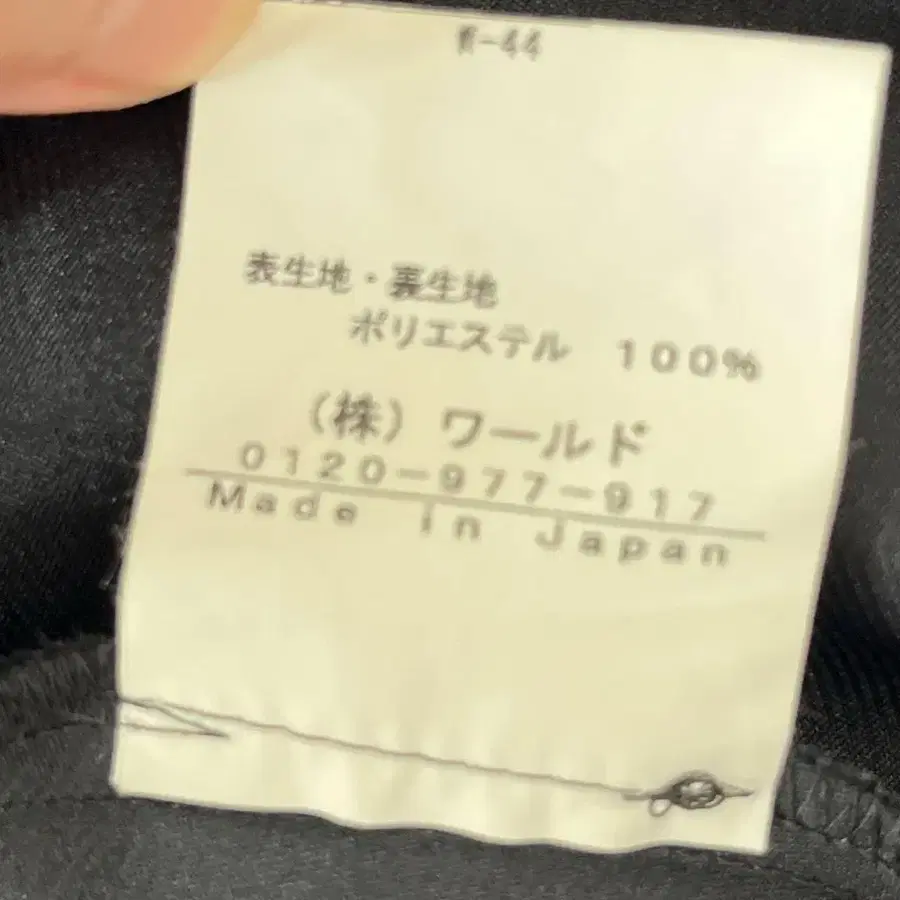 W-44
表生地・裏生地
ポリエステル 100%
(株)ワールド
0120-977-917
Made in Japan